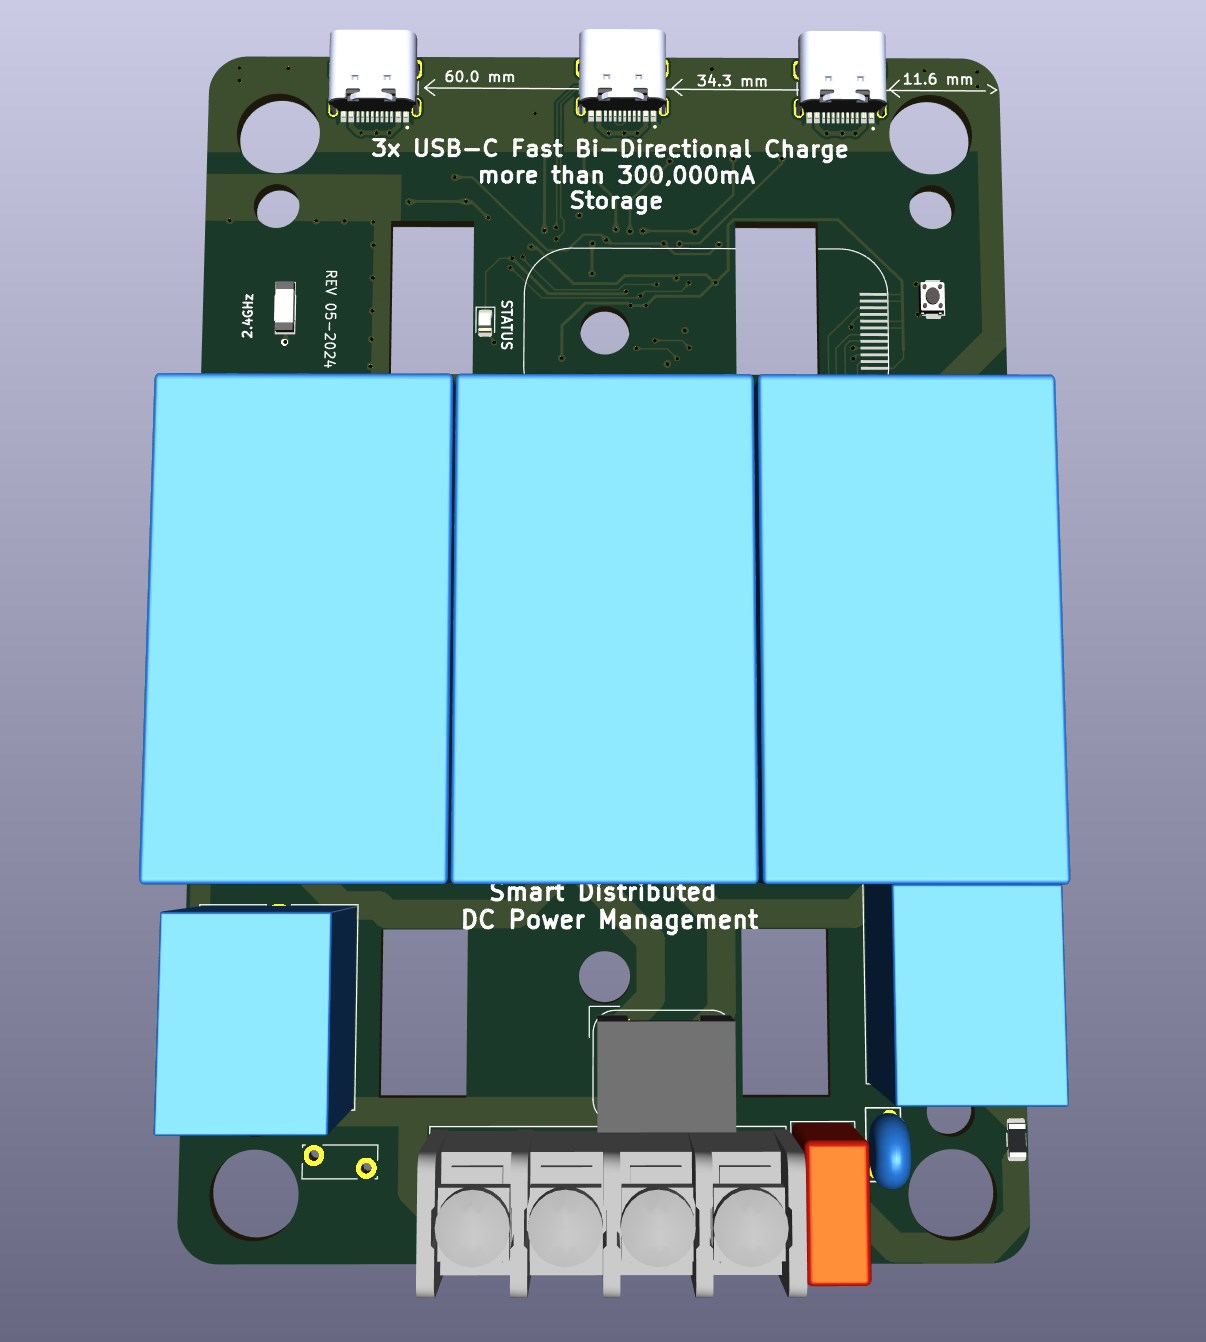 60.0 mm
34.3 mm
11.6 mm
3x USB-C Fast Bi-Directional Charge
more than 300,000mA
Storage
2.4GHz
REV 05-2024
STATUS
Smart Distributed
DC Power Management